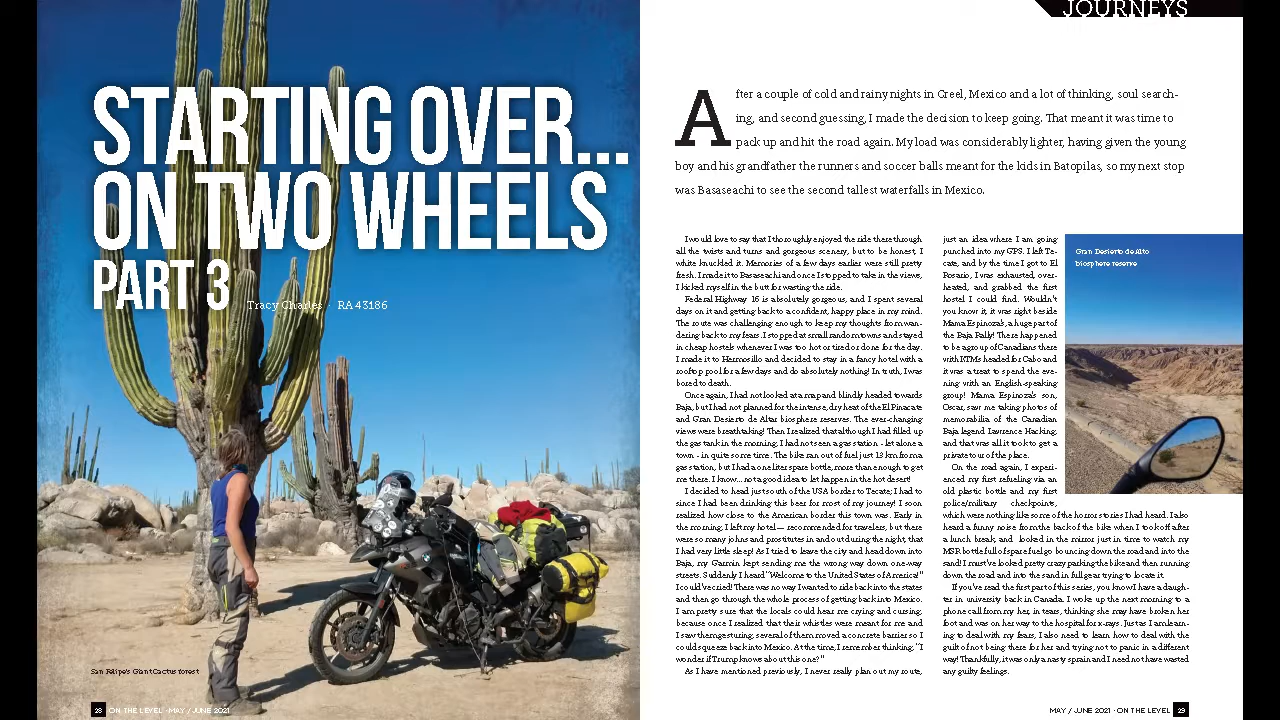 STARTING OVER...
ON TWO WHEELS
PART 3
Tracy Charles · RA 43186
San Felipe's Giant Cactus forest
28 ON THE LEVEL · MAY / JUNE 2021
JOURNEYS
After a couple of cold and rainy nights in Creel, Mexico and a lot of thinking, soul search-
ing, and second guessing, I made the decision to keep going. That meant it was time to
pack up and hit the road again. My load was considerably lighter, having given the young
boy and his grandfather the runners and soccer balls meant for the kids in Batopilas, so my next stop
was Basaseachi to see the second tallest waterfalls in Mexico.
I would love to say that I thoroughly enjoyed the ride there through
all the twists and turns and gorgeous scenery, but to be honest, I
white knuckled it. Memories of a few days earlier were still pretty
fresh. I made it to Basaseachi and once I stopped to take in the views,
I kicked myself in the butt for wasting the ride.
Federal Highway 16 is absolutely gorgeous, and I spent several
days on it and getting back to a confident, happy place in my mind.
The route was challenging enough to keep my thoughts from wan-
dering back to my fears. I stopped at small random towns and stayed
in cheap hostels whenever I was too hot or tired or done for the day.
I made it to Hermosillo and decided to stay in a fancy hotel with a
rooftop pool for a few days and do absolutely nothing! In truth, I was
bored to death.
Once again, I had not looked at a map and blindly headed towards
Baja, but I had not planned for the intense, dry heat of the El Pinacate
and Gran Desierto de Altar biosphere reserves. The ever-changing
views were breathtaking! Then I realized that although I had filled up
the gas tank in the morning, I had not seen a gas station - let alone a
town - in quite some time. The bike ran out of fuel just 13 km from a
gas station, but I had a one liter spare bottle, more than enough to get
me there. I know... not a good idea to let happen in the hot desert!
I decided to head just south of the USA border to Tecate; I had to
since I had been drinking this beer for most of my journey! I soon
realized how close to the American border this town was. Early in
the morning, I left my hotel — recommended for travelers, but there
were so many johns and prostitutes in and out during the night, that
I had very little sleep! As I tried to leave the city and head down into
Baja, my Garmin kept sending me the wrong way down one-way
streets. Suddenly I heard "Welcome to the United States of America!"
I could've cried! There was no way I wanted to ride back into the states
and then go through the whole process of getting back into Mexico.
I am pretty sure that the locals could hear me crying and cursing,
because once I realized that their whistles were meant for me and
I saw them gesturing, several of them moved a concrete barrier so I
could squeeze back into Mexico. At the time, I remember thinking, "I
wonder if Trump knows about this one?"
As I have mentioned previously, I never really plan out my route,
just an idea where I am going
punched into my GPS. I left Te-
cate, and by the time I got to El
Rosario, I was exhausted, over-
heated, and grabbed the first
hostel I could find. Wouldn't
you know it, it was right beside
Mama Espinoza's, a huge part of
the Baja Rally! There happened
to be a group of Canadians there
with KTMs headed for Cabo and
it was a treat to spend the eve-
ning with an English-speaking
group! Mama Espinoza's son,
Oscar, saw me taking photos of
memorabilia of the Canadian
Baja legend Lawrence Hacking,
and that was all it took to get a
private tour of the place.
On the road again, I experi-
enced my first refueling via an
old plastic bottle and my first
police/military checkpoints,
which were nothing like some of the horror stories I had heard. I also
heard a funny noise from the back of the bike when I took off after
a lunch break, and looked in the mirror just in time to watch my
MSR bottle full of spare fuel go bouncing down the road and into the
sand! I must've looked pretty crazy parking the bike and then running
down the road and into the sand in full gear trying to locate it.
If you've read the first part of this series, you know I have a daugh-
ter in university back in Canada. I woke up the next morning to a
phone call from my her, in tears, thinking she may have broken her
foot and was on her way to the hospital for x-rays. Just as I am learn-
ing to deal with my fears, I also need to learn how to deal with the
guilt of not being there for her and trying not to panic in a different
way! Thankfully, it was only a nasty sprain and I need not have wasted
any guilty feelings.
Gran Desierto de Alto
biosphere reserve
MAY / JUNE 2021 · ON THE LEVEL 29